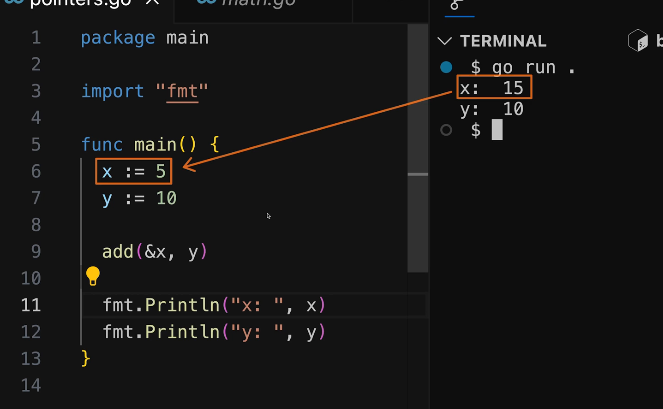 pointers.go
math.go
1 package main
2
3 import "fmt"
4
5 func main() {
6 x := 5
7 y := 10
8
9 add(&x, y)
10
11 fmt.Println("x: ", x)
12 fmt.Println("y: ", y)
13 }
14
TERMINAL
$ go run .
x:  15
y:  10
$